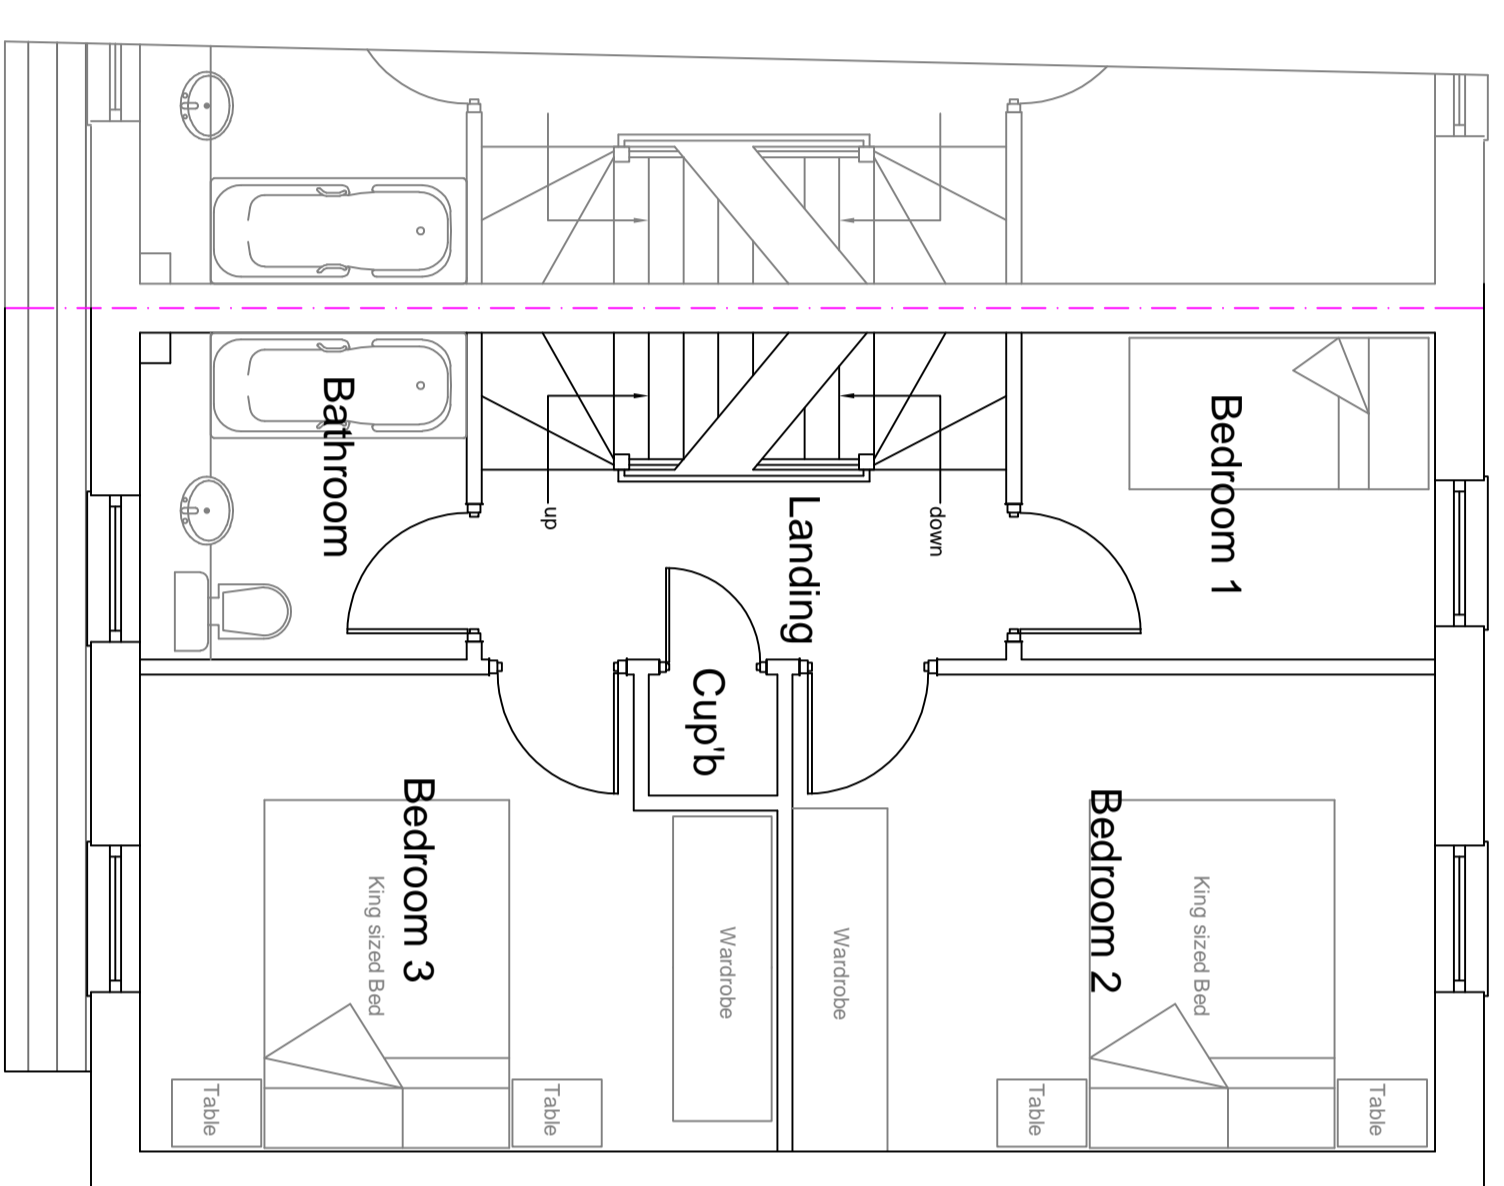 Bedroom 1
Bathroom
Landing
down
up
Cup'b
Bedroom 2
King sized Bed
Wardrobe
Table
Table
Bedroom 3
King sized Bed
Wardrobe
Table
Table